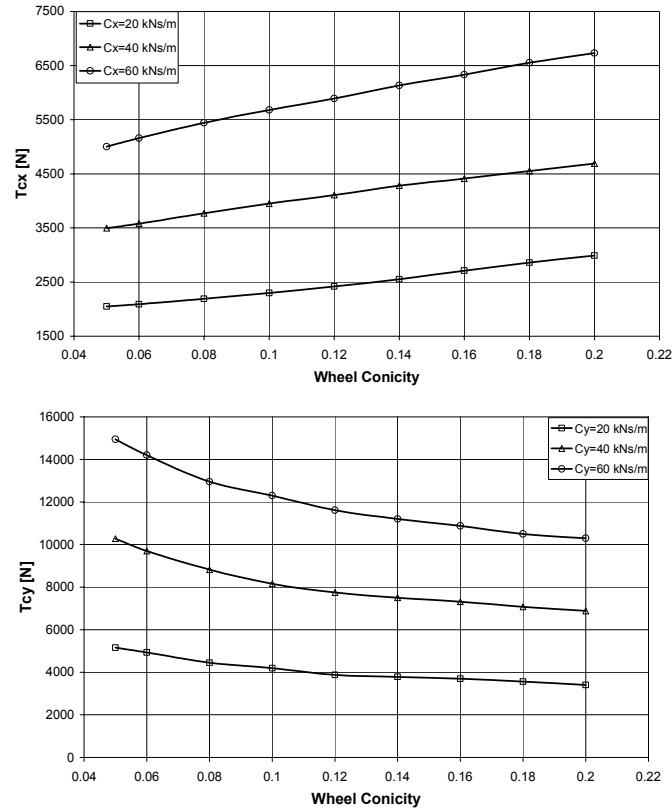 7500
Cx=20 kNs/m
Cx=40 kNs/m
Cx=60 kNs/m
6500
5500
Tcx [N]
4500
3500
2500
1500
0.04 0.06 0.08 0.1 0.12 0.14 0.16 0.18 0.2 0.22
Wheel Conicity
16000
Cy=20 kNs/m
Cy=40 kNs/m
Cy=60 kNs/m
14000
12000
10000
Tcy [N]
8000
6000
4000
2000
0
0.04 0.06 0.08 0.1 0.12 0.14 0.16 0.18 0.2 0.22
Wheel Conicity